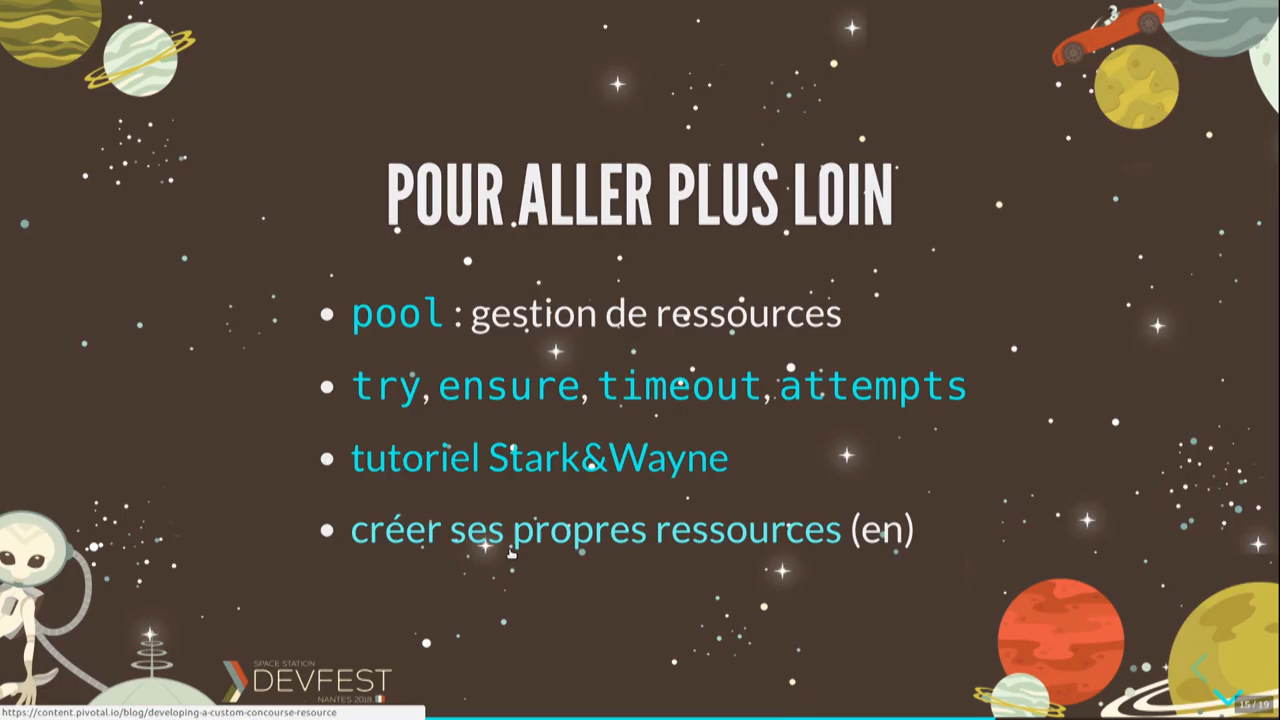 POUR ALLER PLUS LOIN
pool : gestion de ressources
try, ensure, timeout, attempts
tutoriel Stark&Wayne
créer ses propres ressources (en)
SPACE STATION
DEVFEST
NANTES 2018
https://content.pivotal.io/blog/developing-a-custom-concourse-resource
15 / 19